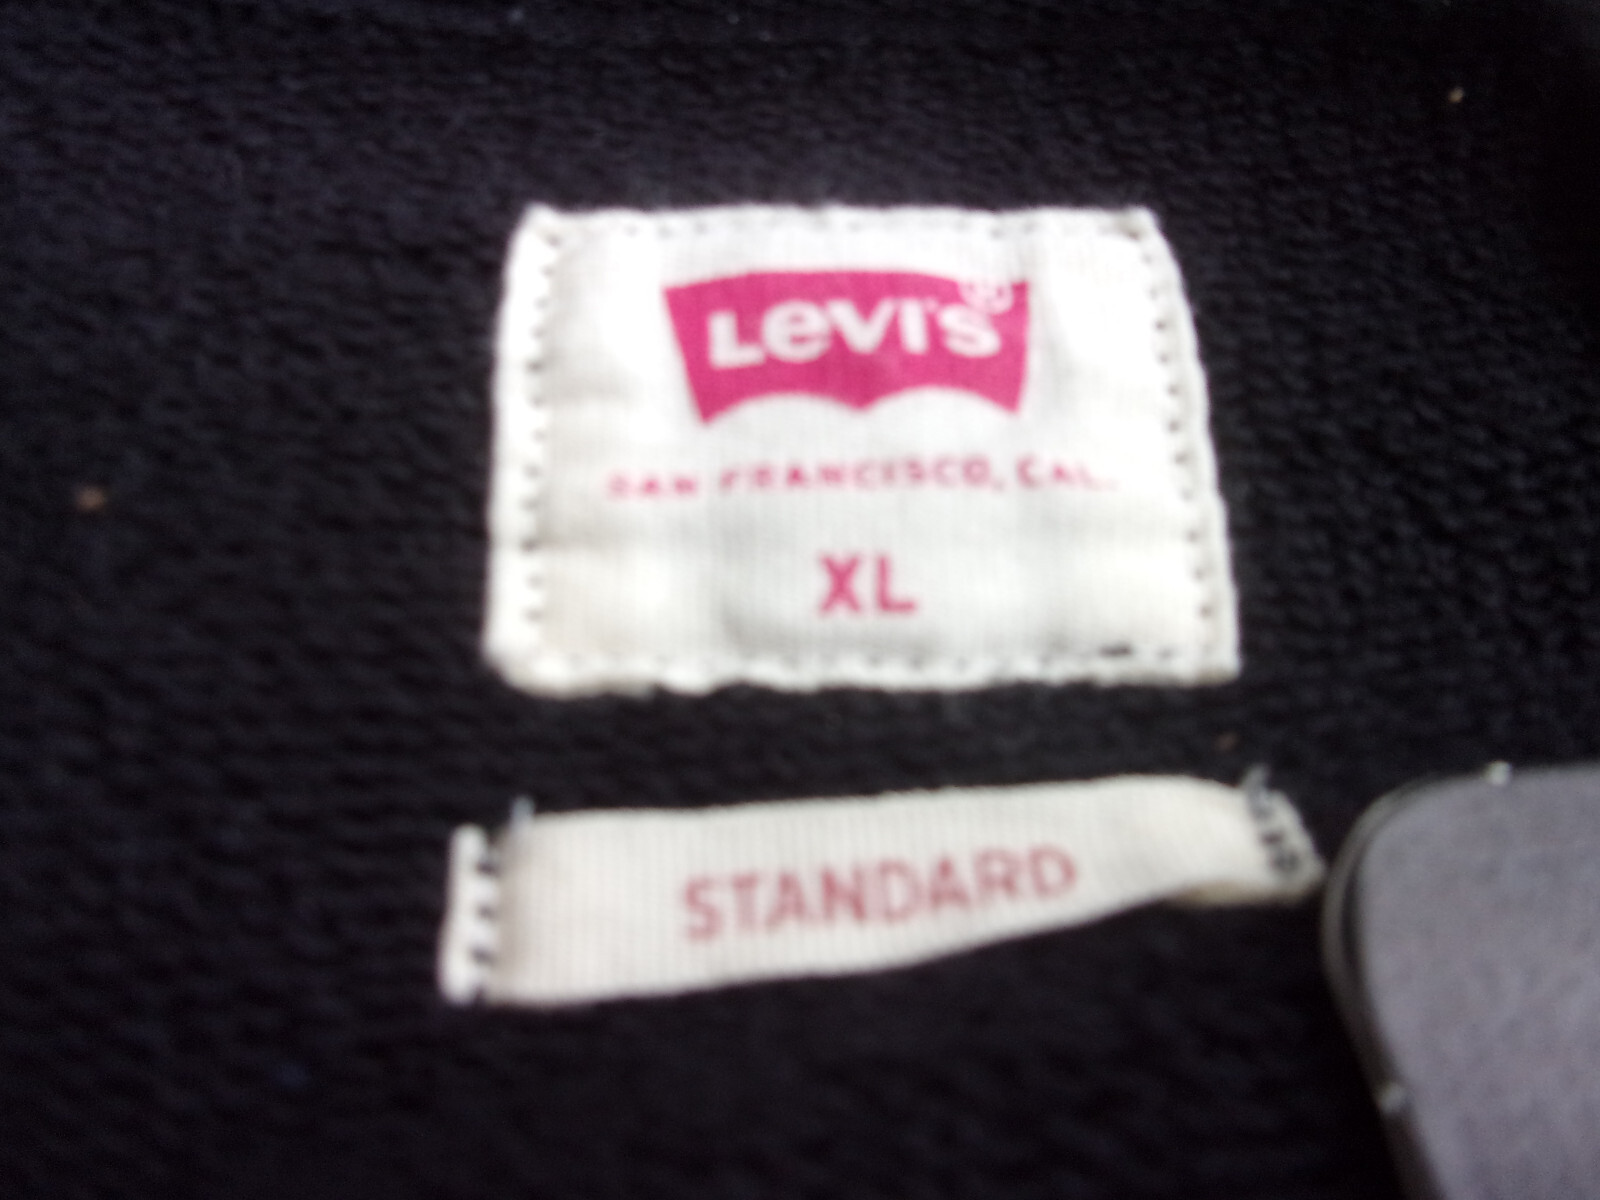 Levi's®
SAN FRANCISCO, CAL.
XL
STANDARD